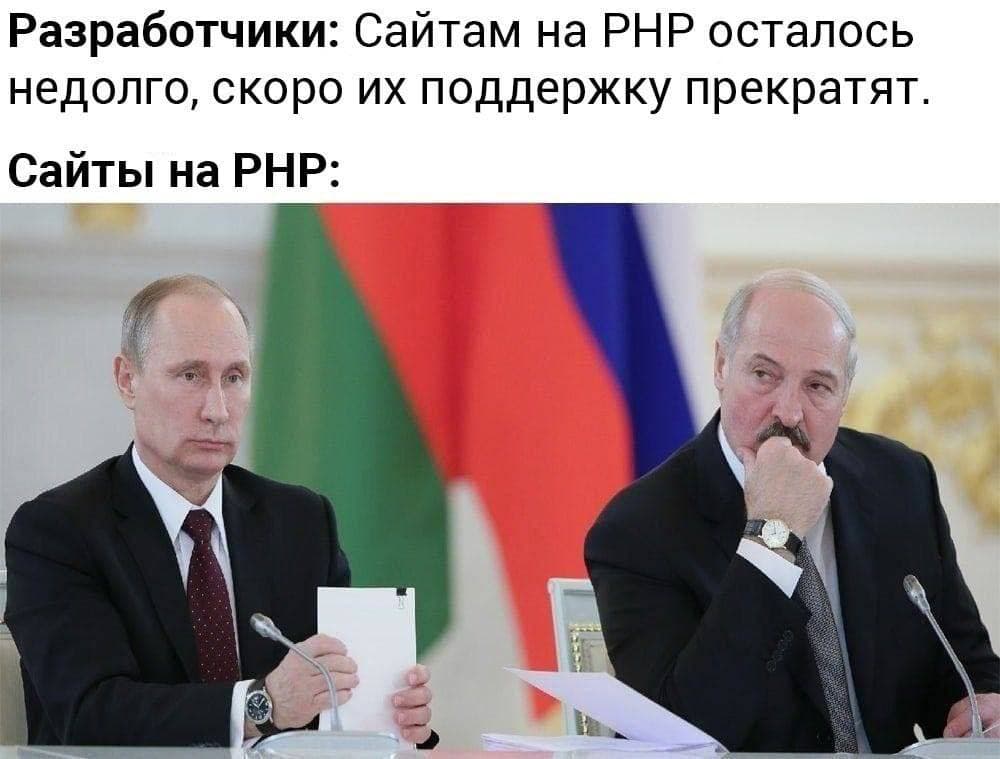 Разработчики: Сайтам на PHP осталось
недолго, скоро их поддержку прекратят.
Сайты на PHP: